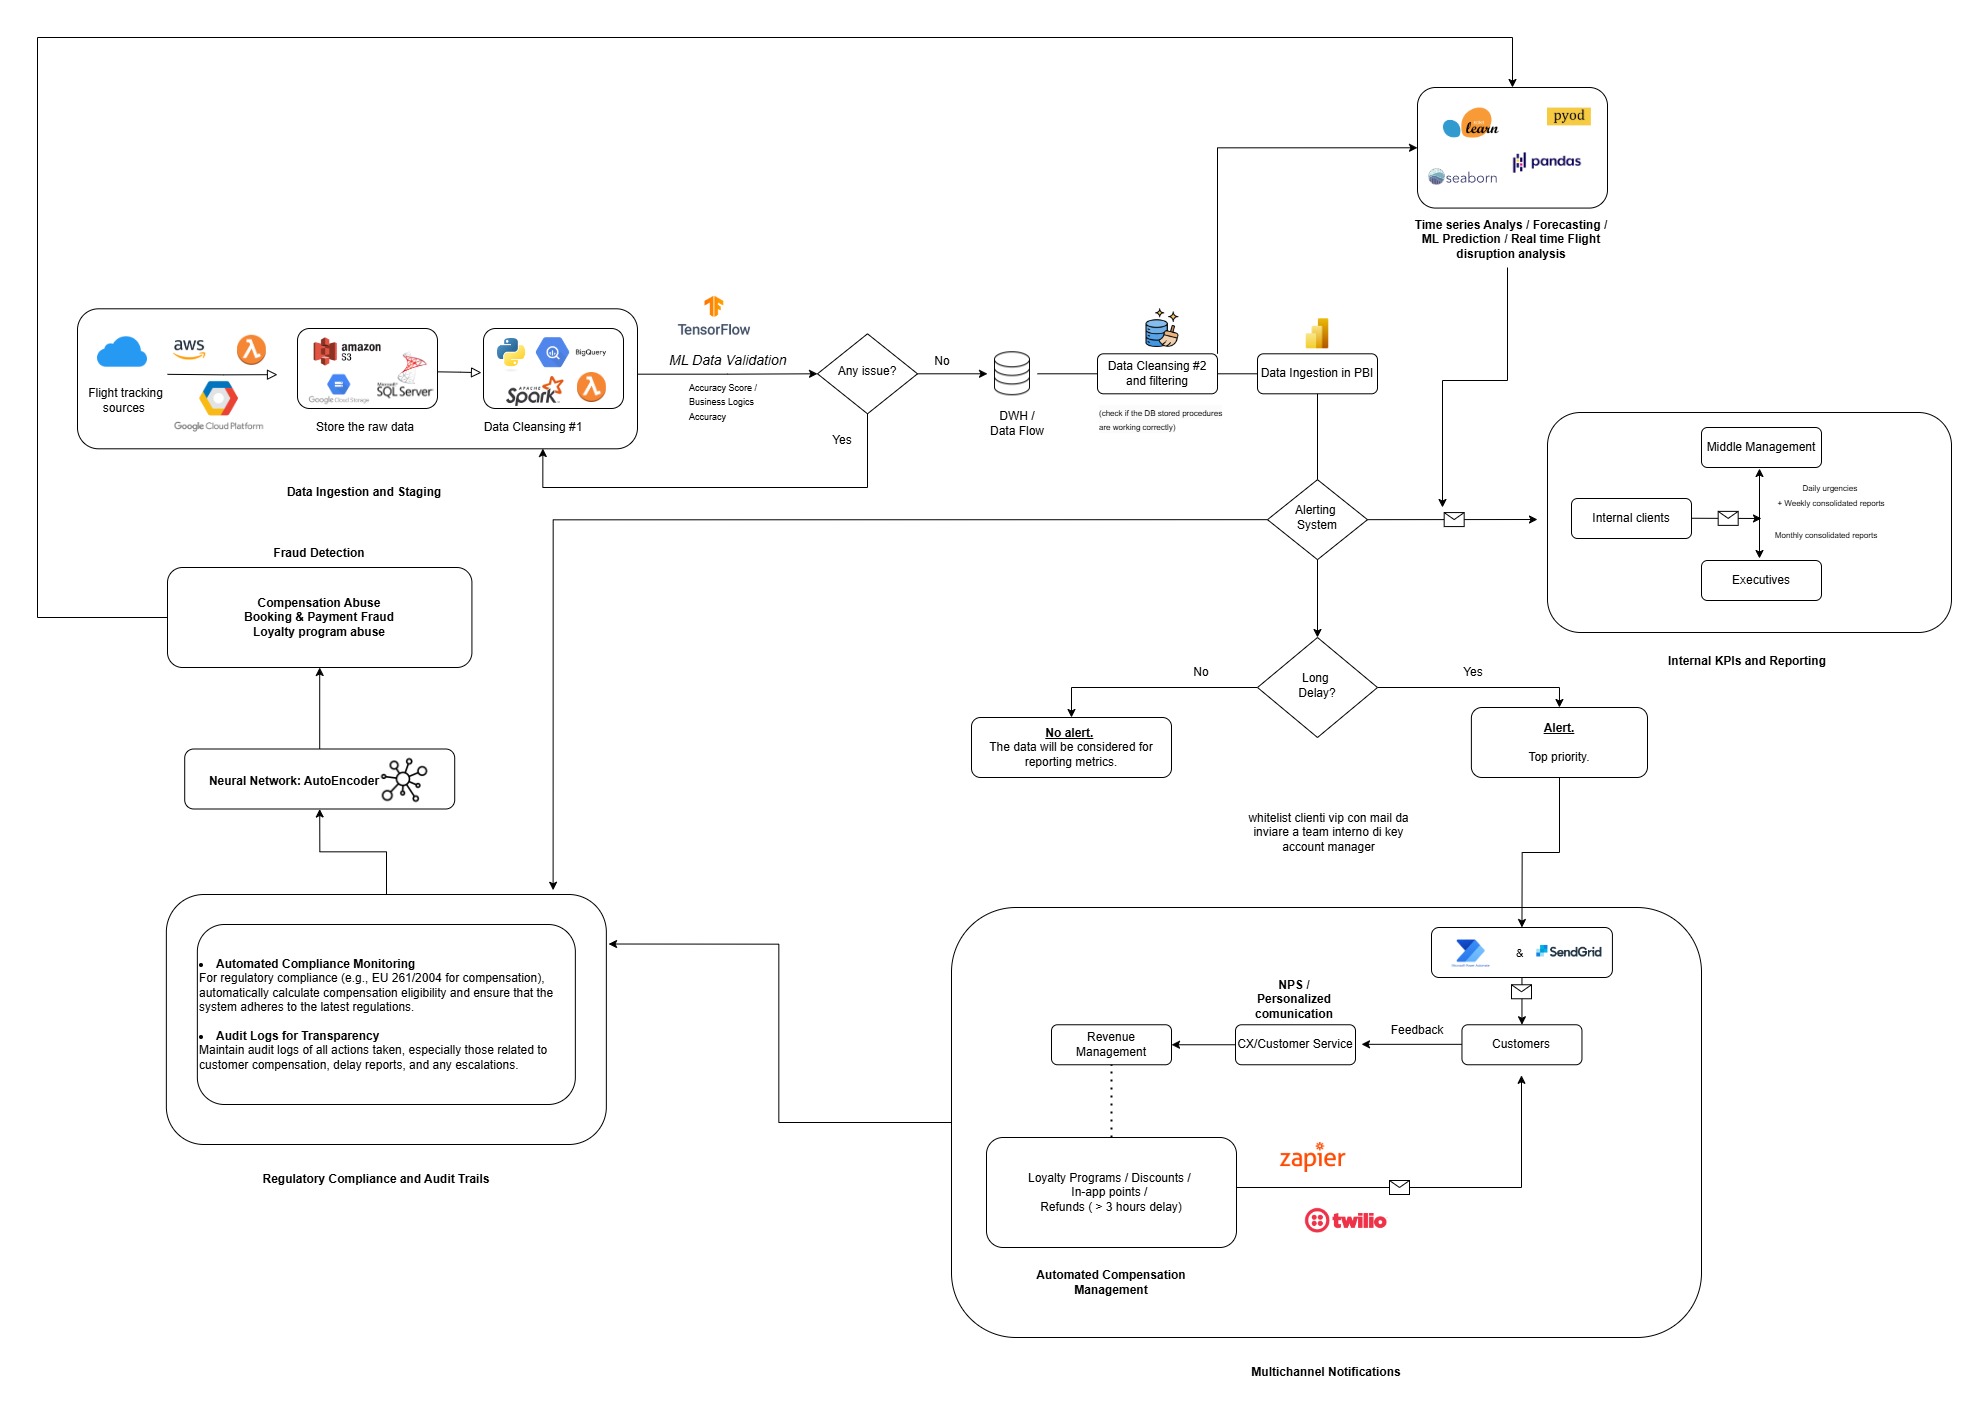 learn
pyod
seaborn
pandas
Time series Analys / Forecasting /
ML Prediction / Real time Flight
disruption analysis
aws
Flight tracking
sources
Google Cloud Platform
amazon
S3
Google Cloud Storage
SQL Server
Store the raw data
BigQuery
APACHE
Spark
Data Cleansing #1
Data Ingestion and Staging
TensorFlow
ML Data Validation
Accuracy Score /
Business Logics
Accuracy
Any issue?
No
Yes
DWH /
Data Flow
Data Cleansing #2
and filtering
(check if the DB stored procedures
are working correctly)
Data Ingestion in PBI
Alerting
System
Middle Management
Daily urgencies
+ Weekly consolidated reports
Internal clients
Monthly consolidated reports
Executives
Internal KPIs and Reporting
Fraud Detection
Compensation Abuse
Booking & Payment Fraud
Loyalty program abuse
Neural Network: AutoEncoder
No
Long
Delay?
Yes
No alert.
The data will be considered for
reporting metrics.
Alert.
Top priority.
whitelist clienti vip con mail da
inviare a team interno di key
account manager
• Automated Compliance Monitoring
For regulatory compliance (e.g., EU 261/2004 for compensation),
automatically calculate compensation eligibility and ensure that the
system adheres to the latest regulations.
• Audit Logs for Transparency
Maintain audit logs of all actions taken, especially those related to
customer compensation, delay reports, and any escalations.
Regulatory Compliance and Audit Trails
&
SendGrid
NPS /
Personalized
comunication
Revenue
Management
CX/Customer Service
Feedback
Customers
Loyalty Programs / Discounts /
In-app points /
Refunds ( > 3 hours delay)
zapier
twilio
Automated Compensation
Management
Multichannel Notifications